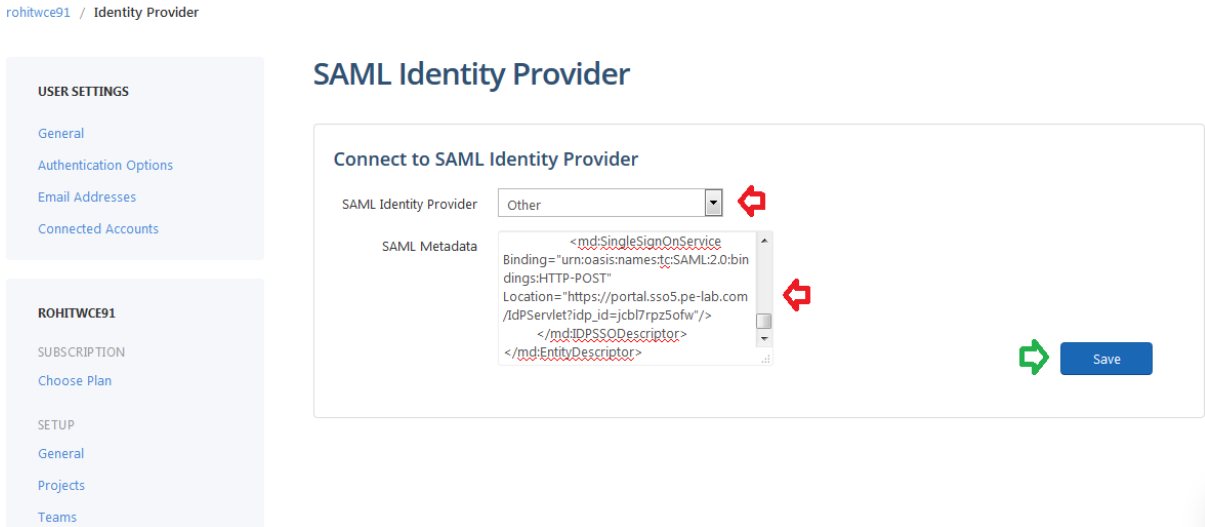 rohitwce91 / Identity Provider
USER SETTINGS
General
Authentication Options
Email Addresses
Connected Accounts
ROHITWCE91
SUBSCRIPTION
Choose Plan
SETUP
General
Projects
Teams
SAML Identity Provider
Connect to SAML Identity Provider
SAML Identity Provider
Other
SAML Metadata
<md:SingleSignOnService
Binding="urn:oasis:names:tc:SAML:2.0:bin
dings:HTTP-POST"
Location="https://portal.sso5.pe-lab.com
/IdPServlet?idp_id=jcbl7rpz5ofw"/>
</md:IDPSSODescriptor>
</md:EntityDescriptor>
Save